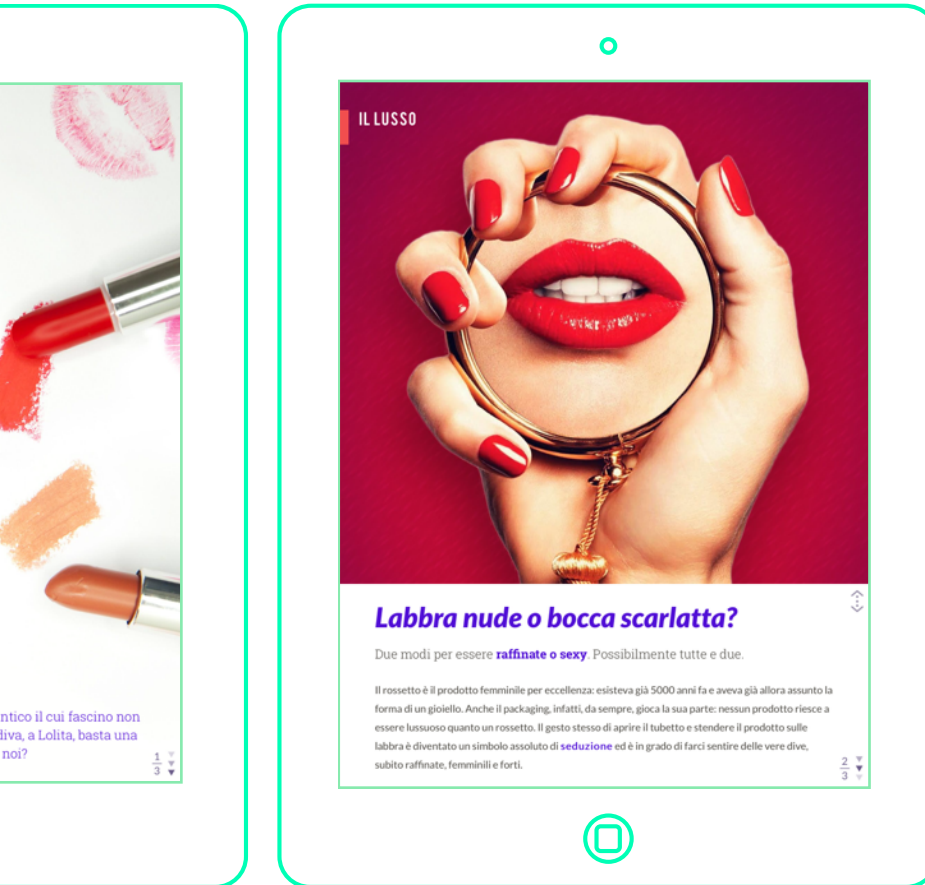 ntico il cui fascino non
diva, a Lolita, basta una
noi?
1
3
IL LUSSO
Labbra nude o bocca scarlatta?
Due modi per essere raffinate o sexy. Possibilmente tutte e due.
Il rossetto è il prodotto femminile per eccellenza: esisteva già 5000 anni fa e aveva già allora assunto la
forma di un gioiello. Anche il packaging, infatti, da sempre, gioca la sua parte: nessun prodotto riesce a
essere lussuoso quanto un rossetto. Il gesto stesso di aprire il tubetto e stendere il prodotto sulle
labbra è diventato un simbolo assoluto di seduzione ed è in grado di farci sentire delle vere dive,
subito raffinate, femminili e forti.
2
3